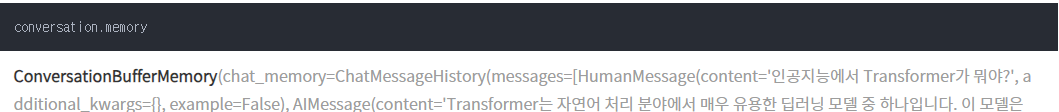 conversation.memory
ConversationBufferMemory(chat_memory=ChatMessageHistory(messages=[HumanMessage(content='인공지능에서 Transformer가 뭐야?', a
dditional_kwargs={}, example=False), AIMessage(content='Transformer는 자연어 처리 분야에서 매우 유용한 딥러닝 모델 중 하나입니다. 이 모델은